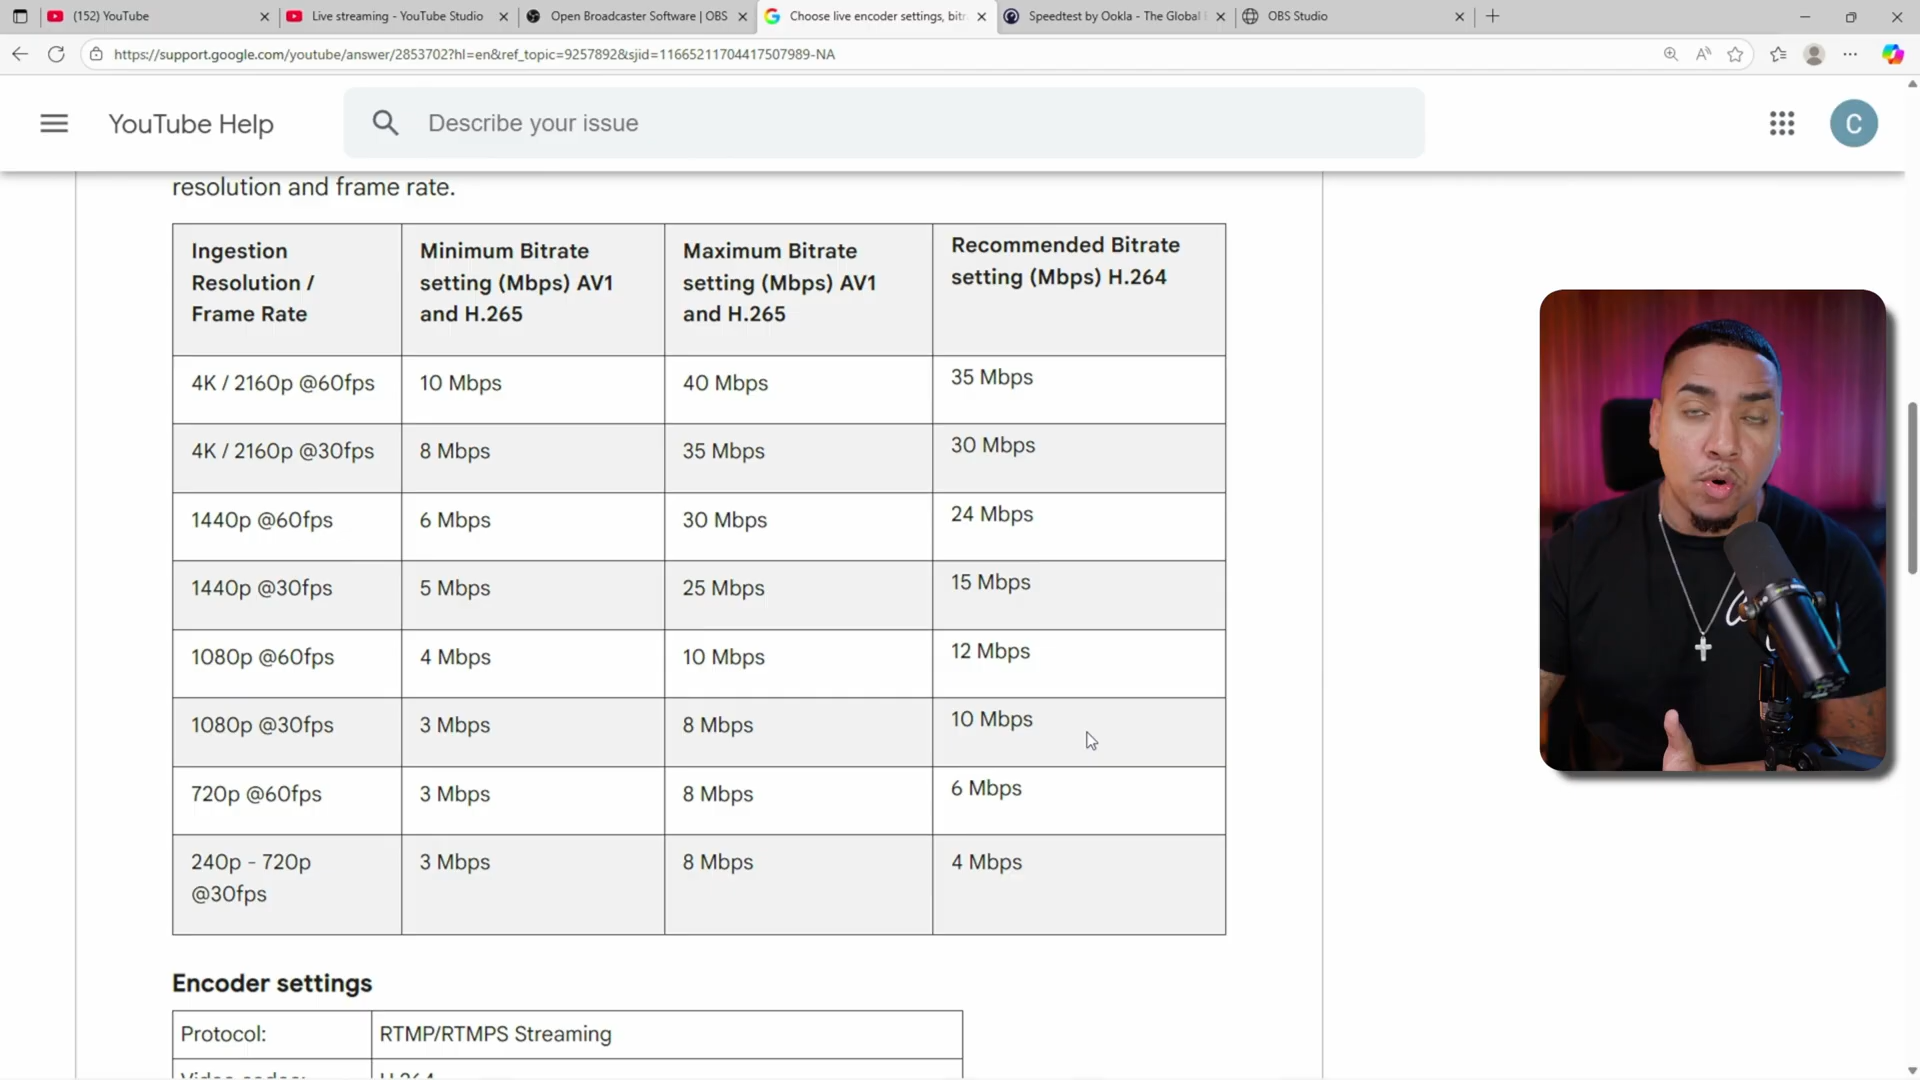 (152) YouTube
Live streaming - YouTube Studio
Open Broadcaster Software | OBS
Choose live encoder settings, bitr
Speedtest by Ookla - The Global
OBS Studio
https://support.google.com/youtube/answer/2853702?hl=en&ref_topic=9257892&sjid=11665211704417507989-NA
YouTube Help
Describe your issue
C
resolution and frame rate.
Ingestion
Resolution /
Frame Rate
Minimum Bitrate
setting (Mbps) AV1
and H.265
Maximum Bitrate
setting (Mbps) AV1
and H.265
Recommended Bitrate
setting (Mbps) H.264
4K / 2160p @60fps
10 Mbps
40 Mbps
35 Mbps
4K / 2160p @30fps
8 Mbps
35 Mbps
30 Mbps
1440p @60fps
6 Mbps
30 Mbps
24 Mbps
1440p @30fps
5 Mbps
25 Mbps
15 Mbps
1080p @60fps
4 Mbps
10 Mbps
12 Mbps
1080p @30fps
3 Mbps
8 Mbps
10 Mbps
720p @60fps
3 Mbps
8 Mbps
6 Mbps
240p - 720p
@30fps
3 Mbps
8 Mbps
4 Mbps
Encoder settings
Protocol:
RTMP/RTMPS Streaming
Video codec:
H.264